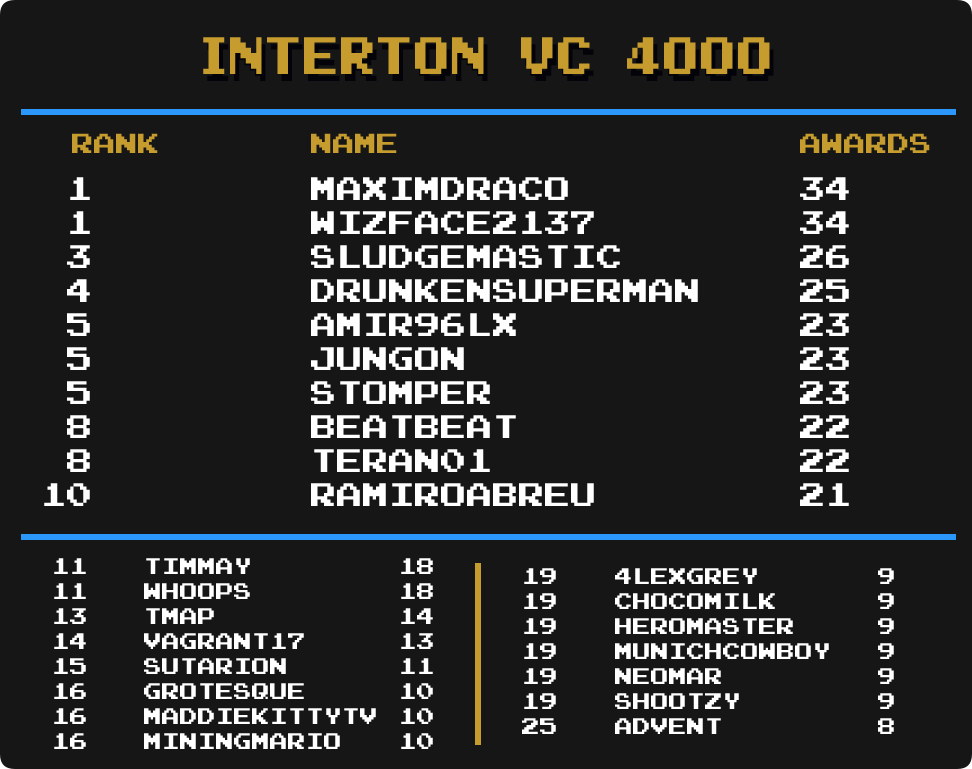 INTERTON VC 4000
RANK NAME AWARDS
1 MAXIMDRACO 34
1 WIZFACE2137 34
3 SLUDGEMASTIC 26
4 DRUNKENSUPERMAN 25
5 AMIR96LX 23
5 JUNGON 23
5 STOMPER 23
8 BEATBEAT 22
8 TERAN01 22
10 RAMIROABREU 21
11 TIMMAY 18
11 WHOOPS 18
13 TMAP 14
14 VAGRANT17 13
15 SUTARION 11
16 GROTESQUE 10
16 MADDIEKITTYTV 10
16 MININGMARIO 10
19 4LEXGREY 9
19 CHOCOMILK 9
19 HEROMASTER 9
19 MUNICHCOWBOY 9
19 NEOMAR 9
19 SHOOTZY 9
25 ADVENT 8